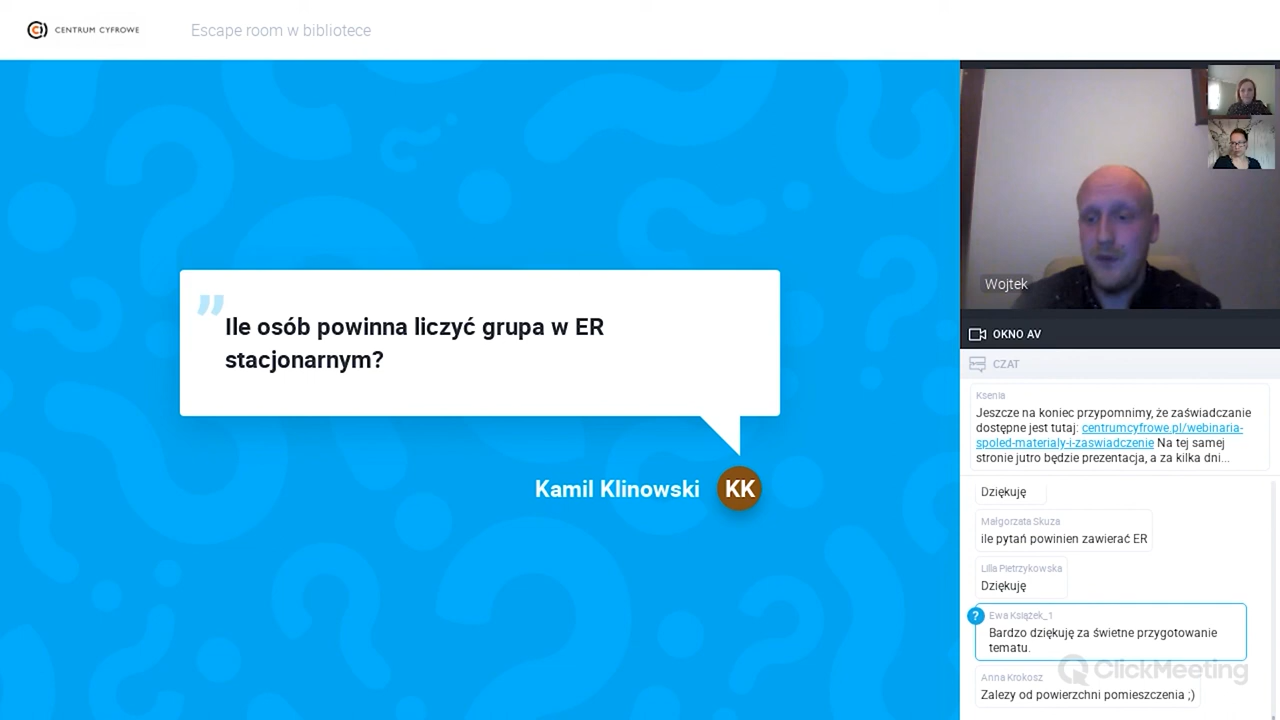 CENTRUM CYFROWE
Escape room w bibliotece
Ile osób powinna liczyć grupa w ER
stacjonarnym?
Kamil Klinowski
KK
Wojtek
OKNO AV
CZAT
Ksenia
Jeszcze na koniec przypomnimy, że zaświadczanie
dostępne jest tutaj: centrumcyfrowe.pl/webinaria-
spoled-materialy-i-zaswiadczenie Na tej samej
stronie jutro będzie prezentacja, a za kilka dni...
Dziękuję
Małgorzata Skuza
ile pytań powinien zawierać ER
Lilla Pietrzykowska
Dziękuję
?
Ewa Książek_1
Bardzo dziękuję za świetne przygotowanie
tematu.
ClickMeeting
Anna Krokosz
Zalezy od powierzchni pomieszczenia ;)